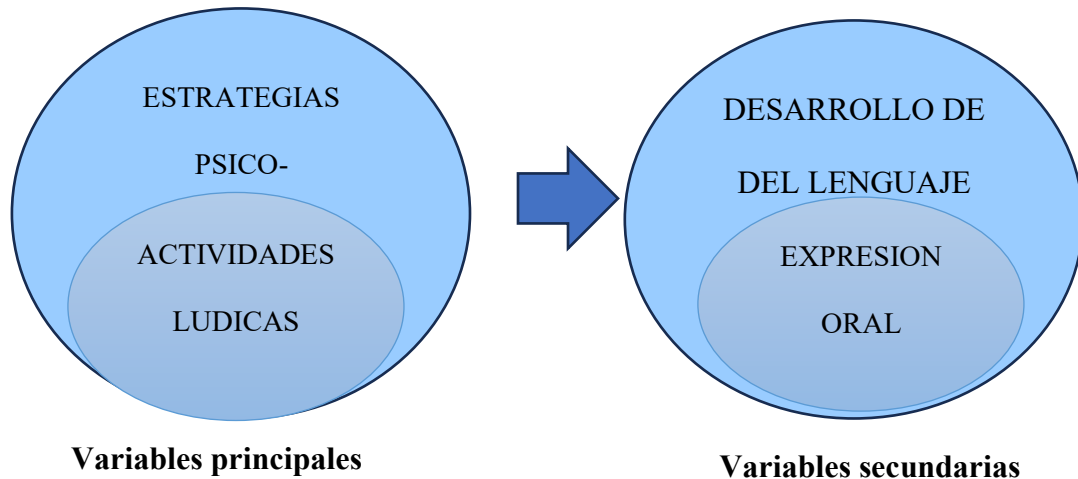 ESTRATEGIAS
PSICO-
ACTIVIDADES
LUDICAS
Variables principales
DESARROLLO DE
DEL LENGUAJE
EXPRESION
ORAL
Variables secundarias